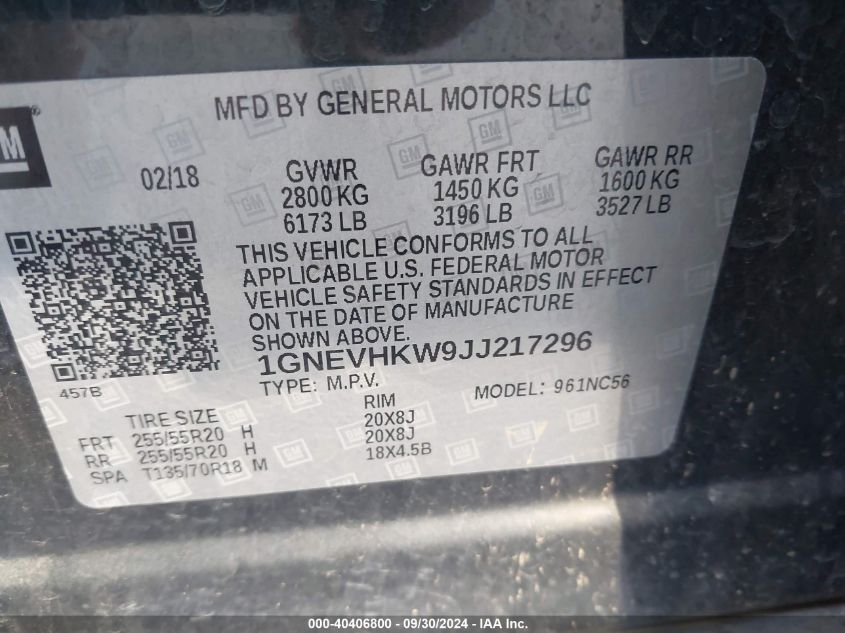 MFD BY GENERAL MOTORS LLC
GM
02/18 GVWR GAWR FRT GAWR RR
2800 KG 1450 KG 1600 KG
6173 LB 3196 LB 3527 LB
THIS VEHICLE CONFORMS TO ALL
APPLICABLE U.S. FEDERAL MOTOR
VEHICLE SAFETY STANDARDS IN EFFECT
ON THE DATE OF MANUFACTURE
SHOWN ABOVE.
1GNEVHKW9JJ217296
457B
TYPE: M.P.V. MODEL: 961NC56
TIRE SIZE RIM
FRT 255/55R20 H 20X8J
RR 255/55R20 H 20X8J
SPA T135/70R18 M 18X4.5B
000-40406800 - 09/30/2024 - IAA Inc.